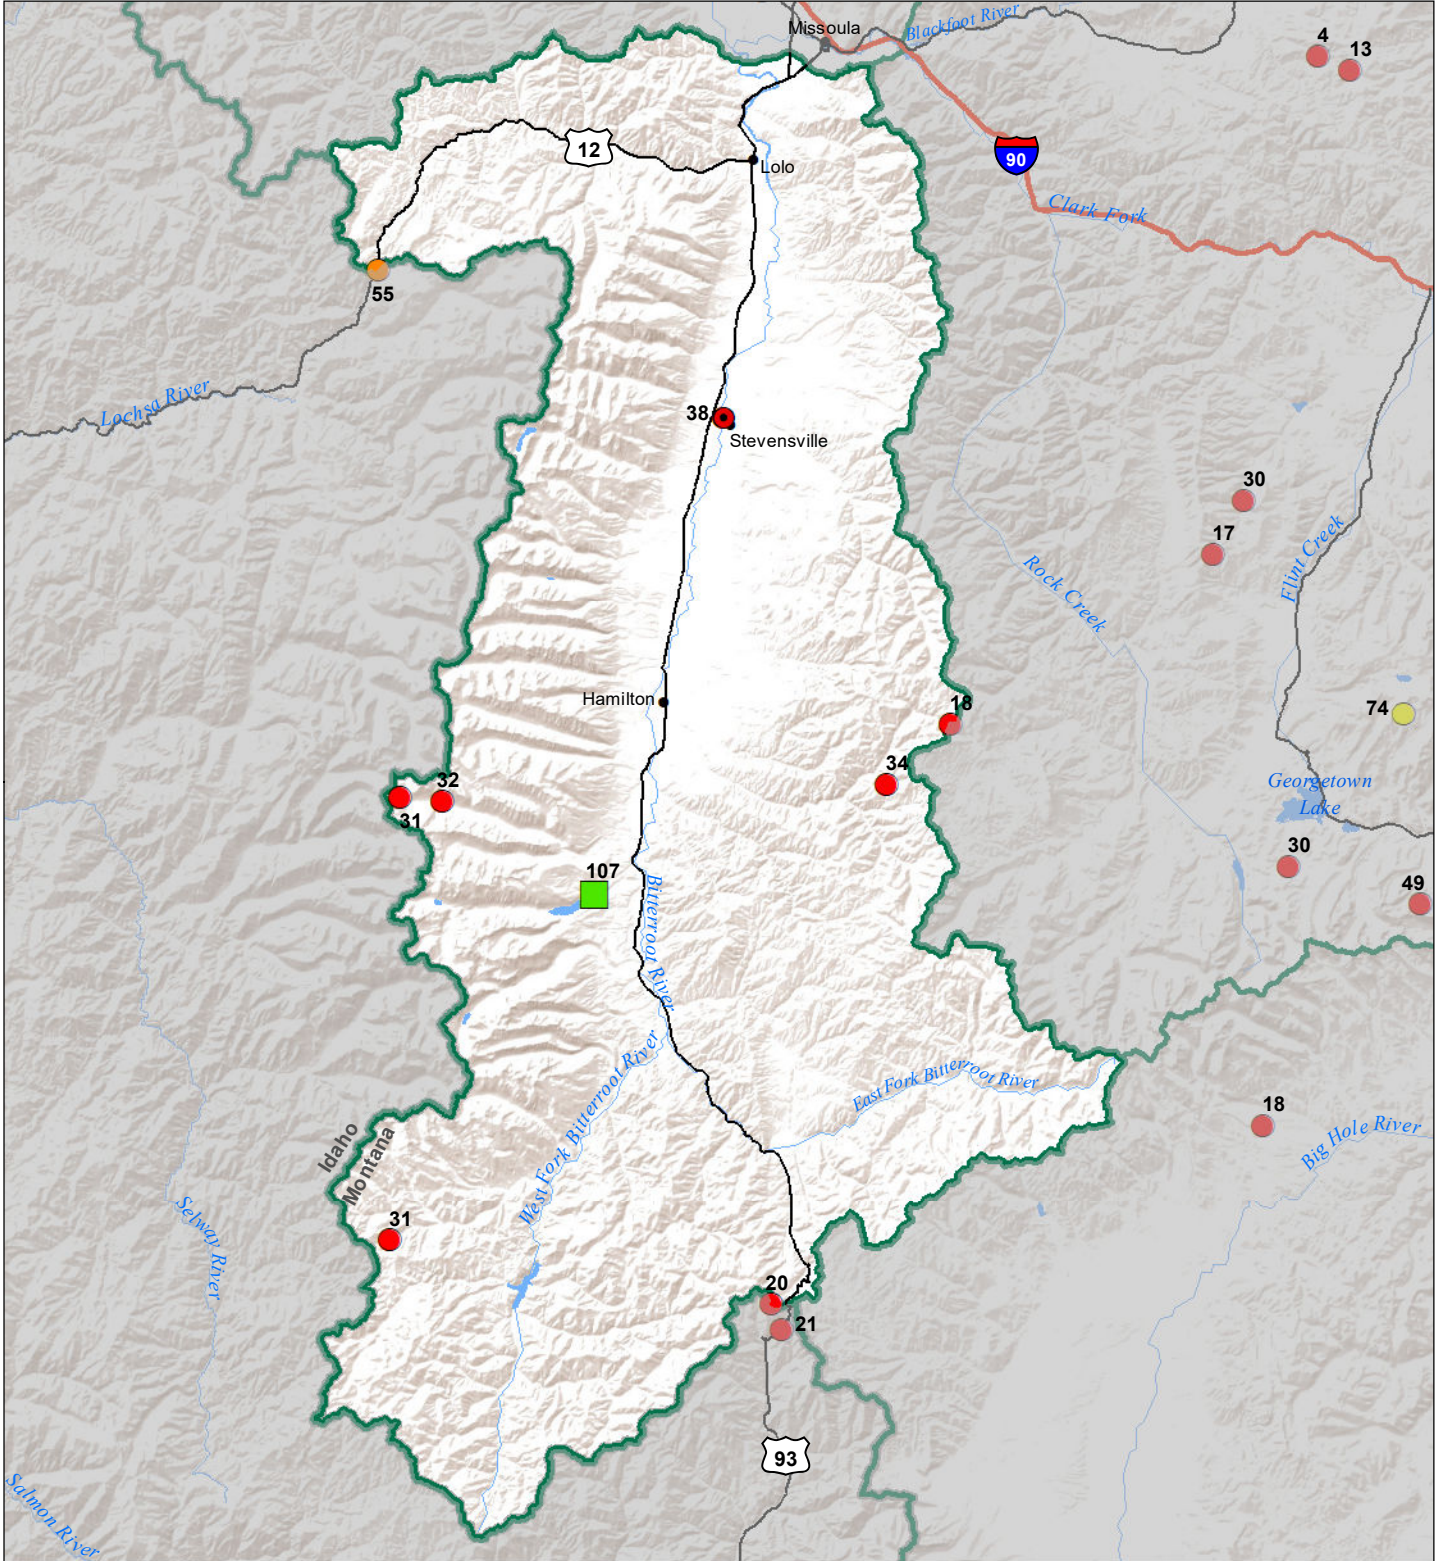 Missoula
Blackfoot River
4
13
12
90
Lolo
Clark Fork
55
Lochsa River
38
Stevensville
30
17
Flint Creek
Rock Creek
Hamilton
18
74
34
32
31
Georgetown
Lake
107
30
49
Bitterroot River
West Fork Bitterroot River
East Fork Bitterroot River
18
Big Hole River
Idaho
Montana
Selway River
31
20
21
93
Salmon River